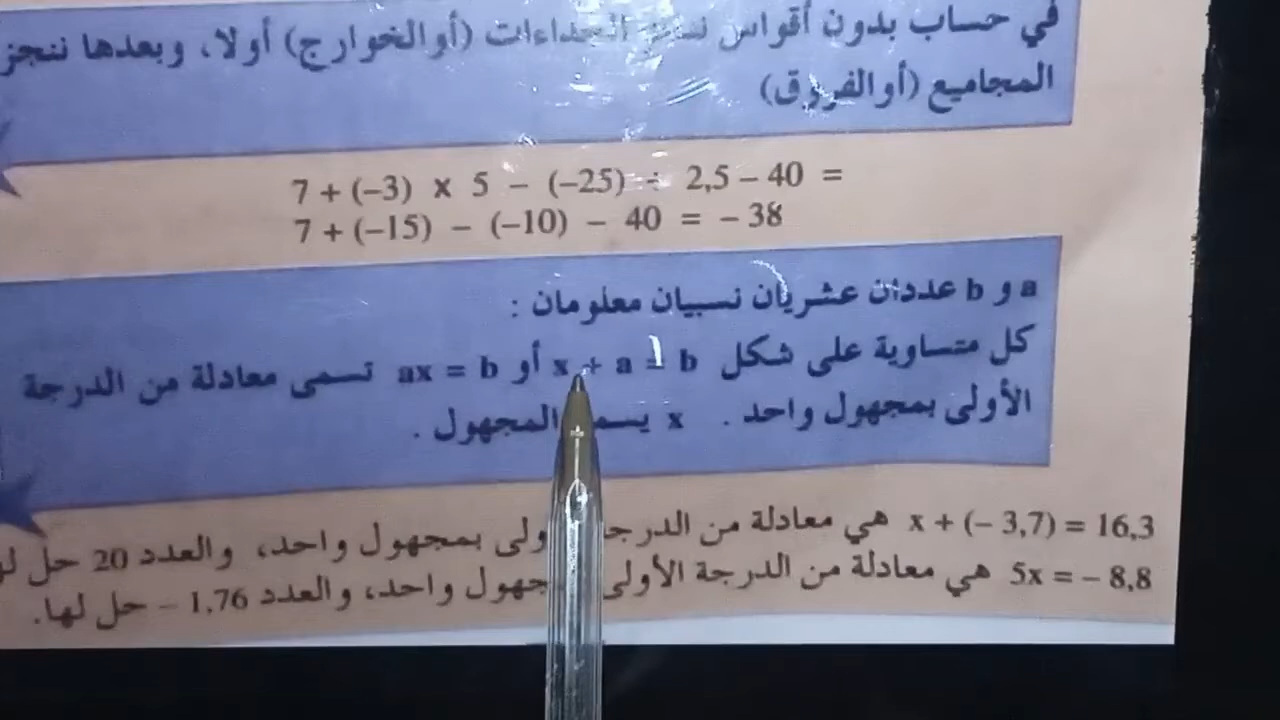 في حساب بدون أقواس الجداءات (أو الخوارج) أولا، وبعدها ننجز
المجاميع (أو الفروق)
7 + (−3) × 5 − (−25) ÷ 2,5 − 40 =
7 + (−15) − (−10) − 40 = − 38
a و b عددان عشريان نسبيان معلومان :
كل متساوية على شكل x + a = b أو ax = b تسمى معادلة من الدرجة
الأولى بمجهول واحد . x يسمى المجهول .
x + (− 3,7) = 16,3 هي معادلة من الدرجة الأولى بمجهول واحد، والعدد 20 حل
5x = − 8,8 هي معادلة من الدرجة الأولى بمجهول واحد، والعدد 1,76 − حل لها.